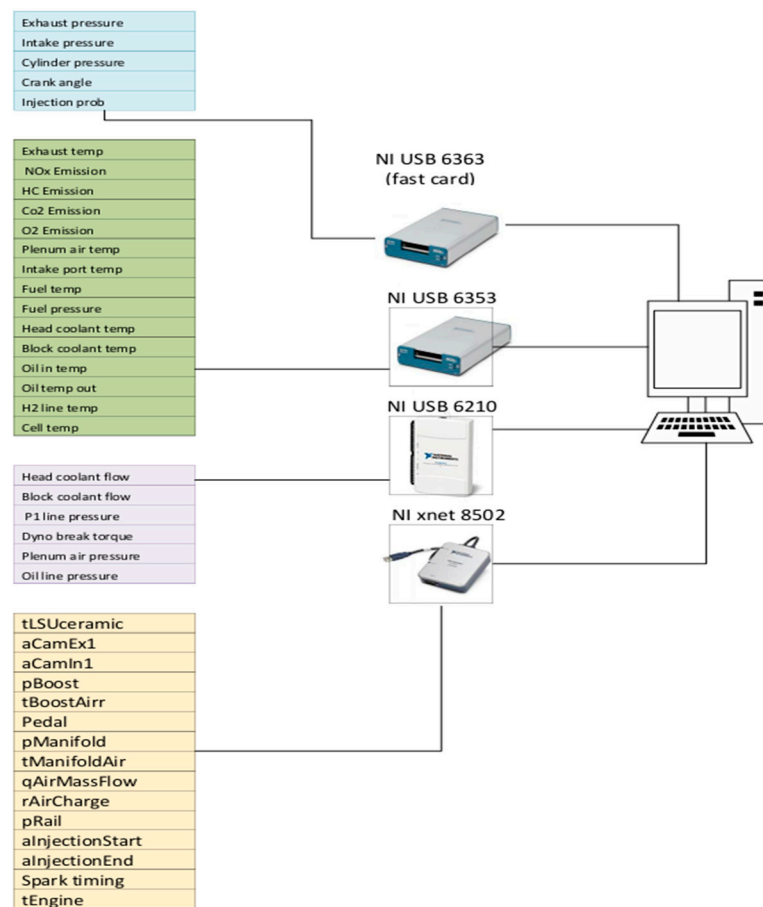 Exhaust pressure
Intake pressure
Cylinder pressure
Crank angle
Injection prob
Exhaust temp
NOx Emission
HC Emission
Co2 Emission
O2 Emission
Plenum air temp
Intake port temp
Fuel temp
Fuel pressure
Head coolant temp
Block coolant temp
Oil in temp
Oil temp out
H2 line temp
Cell temp
Head coolant flow
Block coolant flow
P1 line pressure
Dyno break torque
Plenum air pressure
Oil line pressure
tLSUceramic
aCamEx1
aCamIn1
pBoost
tBoostAirr
Pedal
pManifold
tManifoldAir
qAirMassFlow
rAirCharge
pRail
aInjectionStart
aInjectionEnd
Spark timing
tEngine
NI USB 6363
(fast card)
NI USB 6353
NI USB 6210
NI xnet 8502